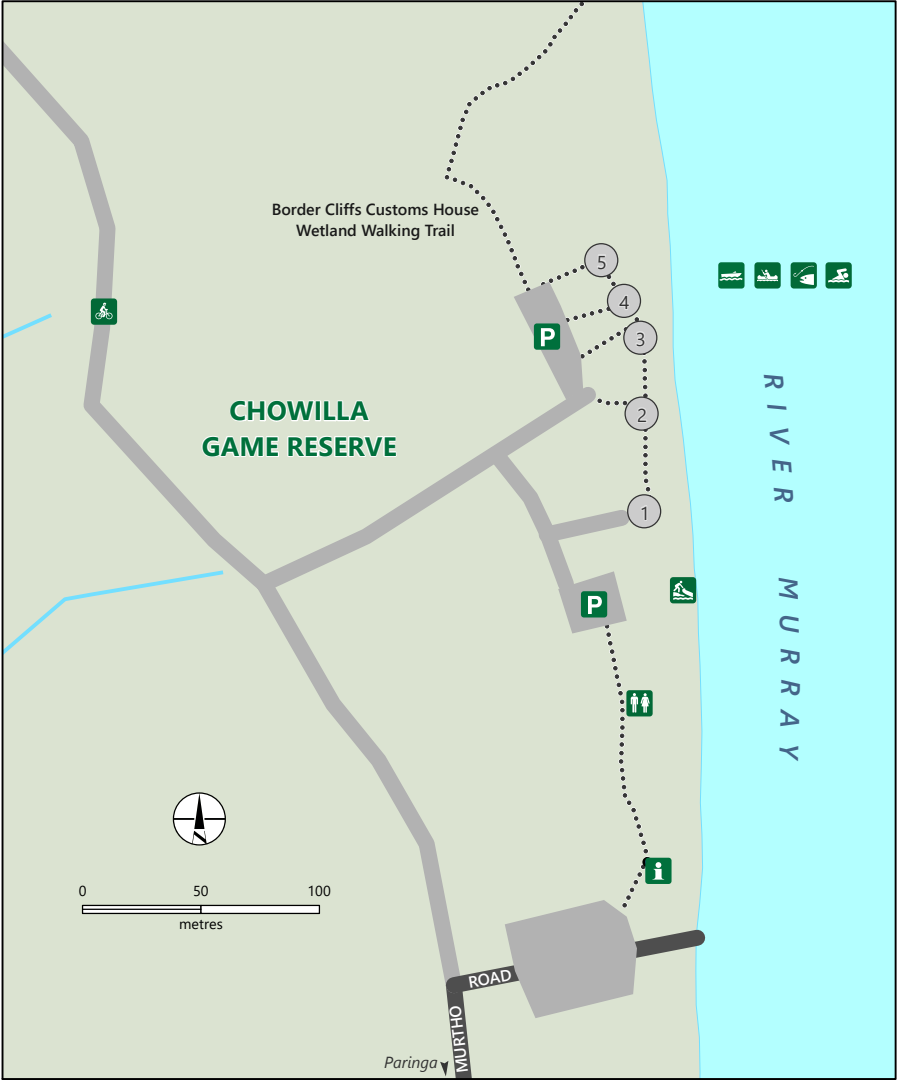 Border Cliffs Customs House
Wetland Walking Trail
5
4
P
3
CHOWILLA
GAME RESERVE
2
1
P
RIVER MURRAY
0 50 100
metres
i
ROAD
MURTHO
Paringa